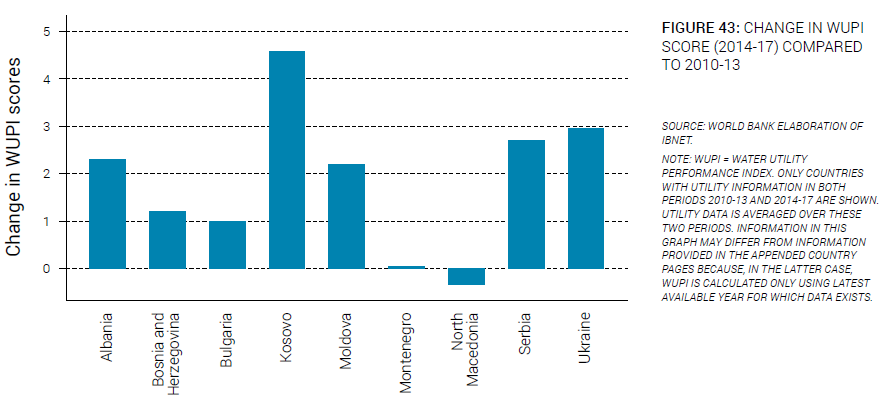 Change in WUPI scores
5
4
3
2
1
0
Albania
Bosnia and
Herzegovina
Bulgaria
Kosovo
Moldova
Montenegro
North
Macedonia
Serbia
Ukraine
FIGURE 43: CHANGE IN WUPI
SCORE (2014-17) COMPARED
TO 2010-13
SOURCE: WORLD BANK ELABORATION OF
IBNET.
NOTE: WUPI = WATER UTILITY
PERFORMANCE INDEX. ONLY COUNTRIES
WITH UTILITY INFORMATION IN BOTH
PERIODS 2010-13 AND 2014-17 ARE SHOWN.
UTILITY DATA IS AVERAGED OVER THESE
TWO PERIODS. INFORMATION IN THIS
GRAPH MAY DIFFER FROM INFORMATION
PROVIDED IN THE APPENDED COUNTRY
PAGES BECAUSE, IN THE LATTER CASE,
WUPI IS CALCULATED ONLY USING LATEST
AVAILABLE YEAR FOR WHICH DATA EXISTS.